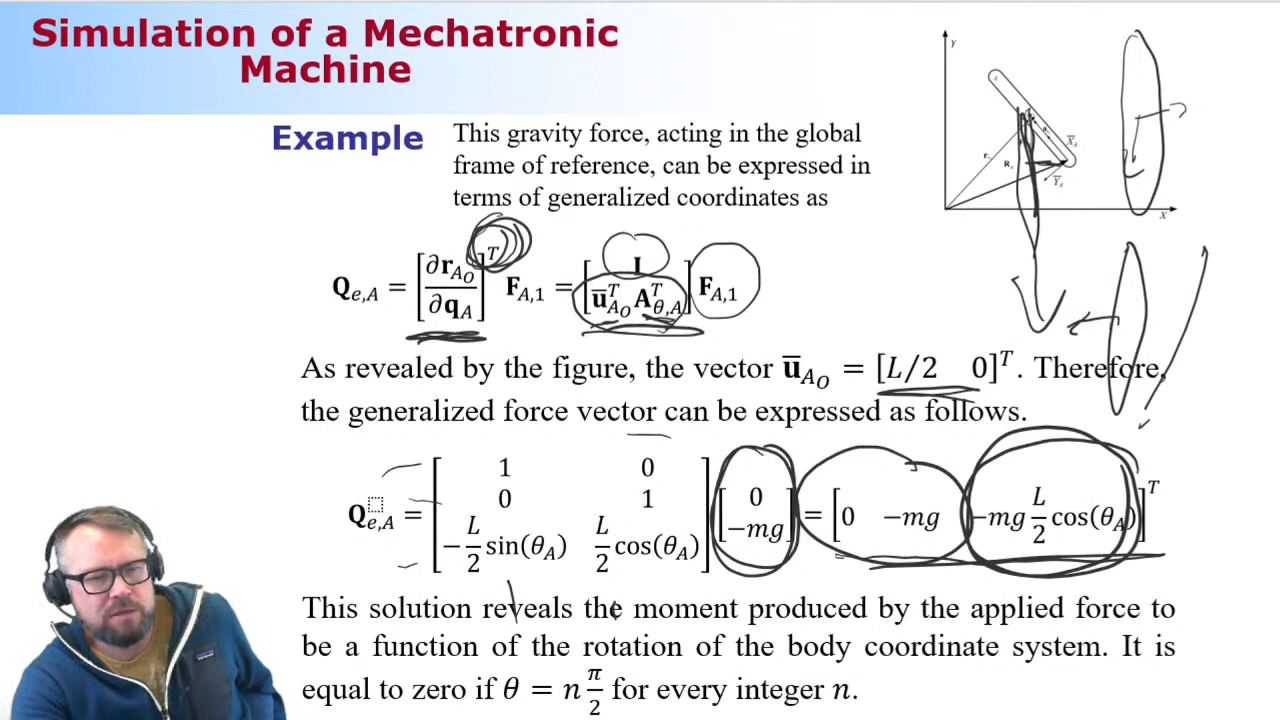 Simulation of a Mechatronic
Machine
Example
This gravity force, acting in the global
frame of reference, can be expressed in
terms of generalized coordinates as
Y
X
Q_{e,A} = [∂r_{A_O}/∂q_A]^T F_{A,1} = [I; ū^T_{A_O} A^T_{θ,A}] F_{A,1}
As revealed by the figure, the vector ū_{A_O} = [L/2 0]^T. Therefore,
the generalized force vector can be expressed as follows.
Q_{e,A} = [1 0; 0 1; −L/2 sin(θ_A) L/2 cos(θ_A)] [0; −mg] = [0 −mg −mg L/2 cos(θ_A)]^T
This solution reveals the moment produced by the applied force to
be a function of the rotation of the body coordinate system. It is
equal to zero if θ = n π/2 for every integer n.